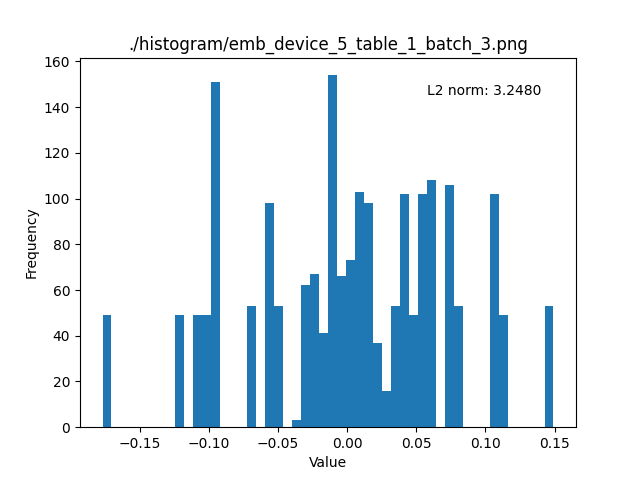 ./histogram/emb_device_5_table_1_batch_3.png
L2 norm: 3.2480
Frequency
160
140
120
100
80
60
40
20
0
−0.15 −0.10 −0.05 0.00 0.05 0.10 0.15
Value